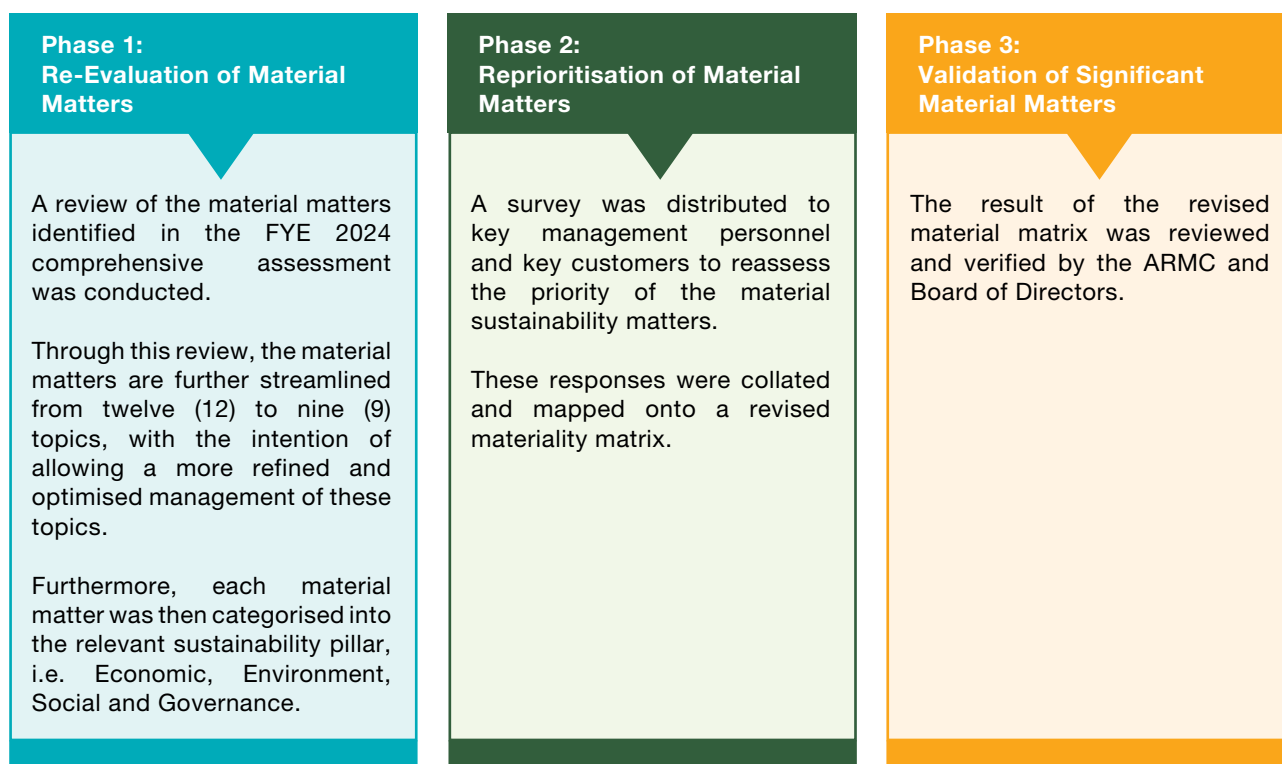 Phase 1:
Re-Evaluation of Material
Matters
A review of the material matters
identified in the FYE 2024
comprehensive assessment
was conducted.
Through this review, the material
matters are further streamlined
from twelve (12) to nine (9)
topics, with the intention of
allowing a more refined and
optimised management of these
topics.
Furthermore, each material
matter was then categorised into
the relevant sustainability pillar,
i.e. Economic, Environment,
Social and Governance.
Phase 2:
Reprioritisation of Material
Matters
A survey was distributed to
key management personnel
and key customers to reassess
the priority of the material
sustainability matters.
These responses were collated
and mapped onto a revised
materiality matrix.
Phase 3:
Validation of Significant
Material Matters
The result of the revised
material matrix was reviewed
and verified by the ARMC and
Board of Directors.